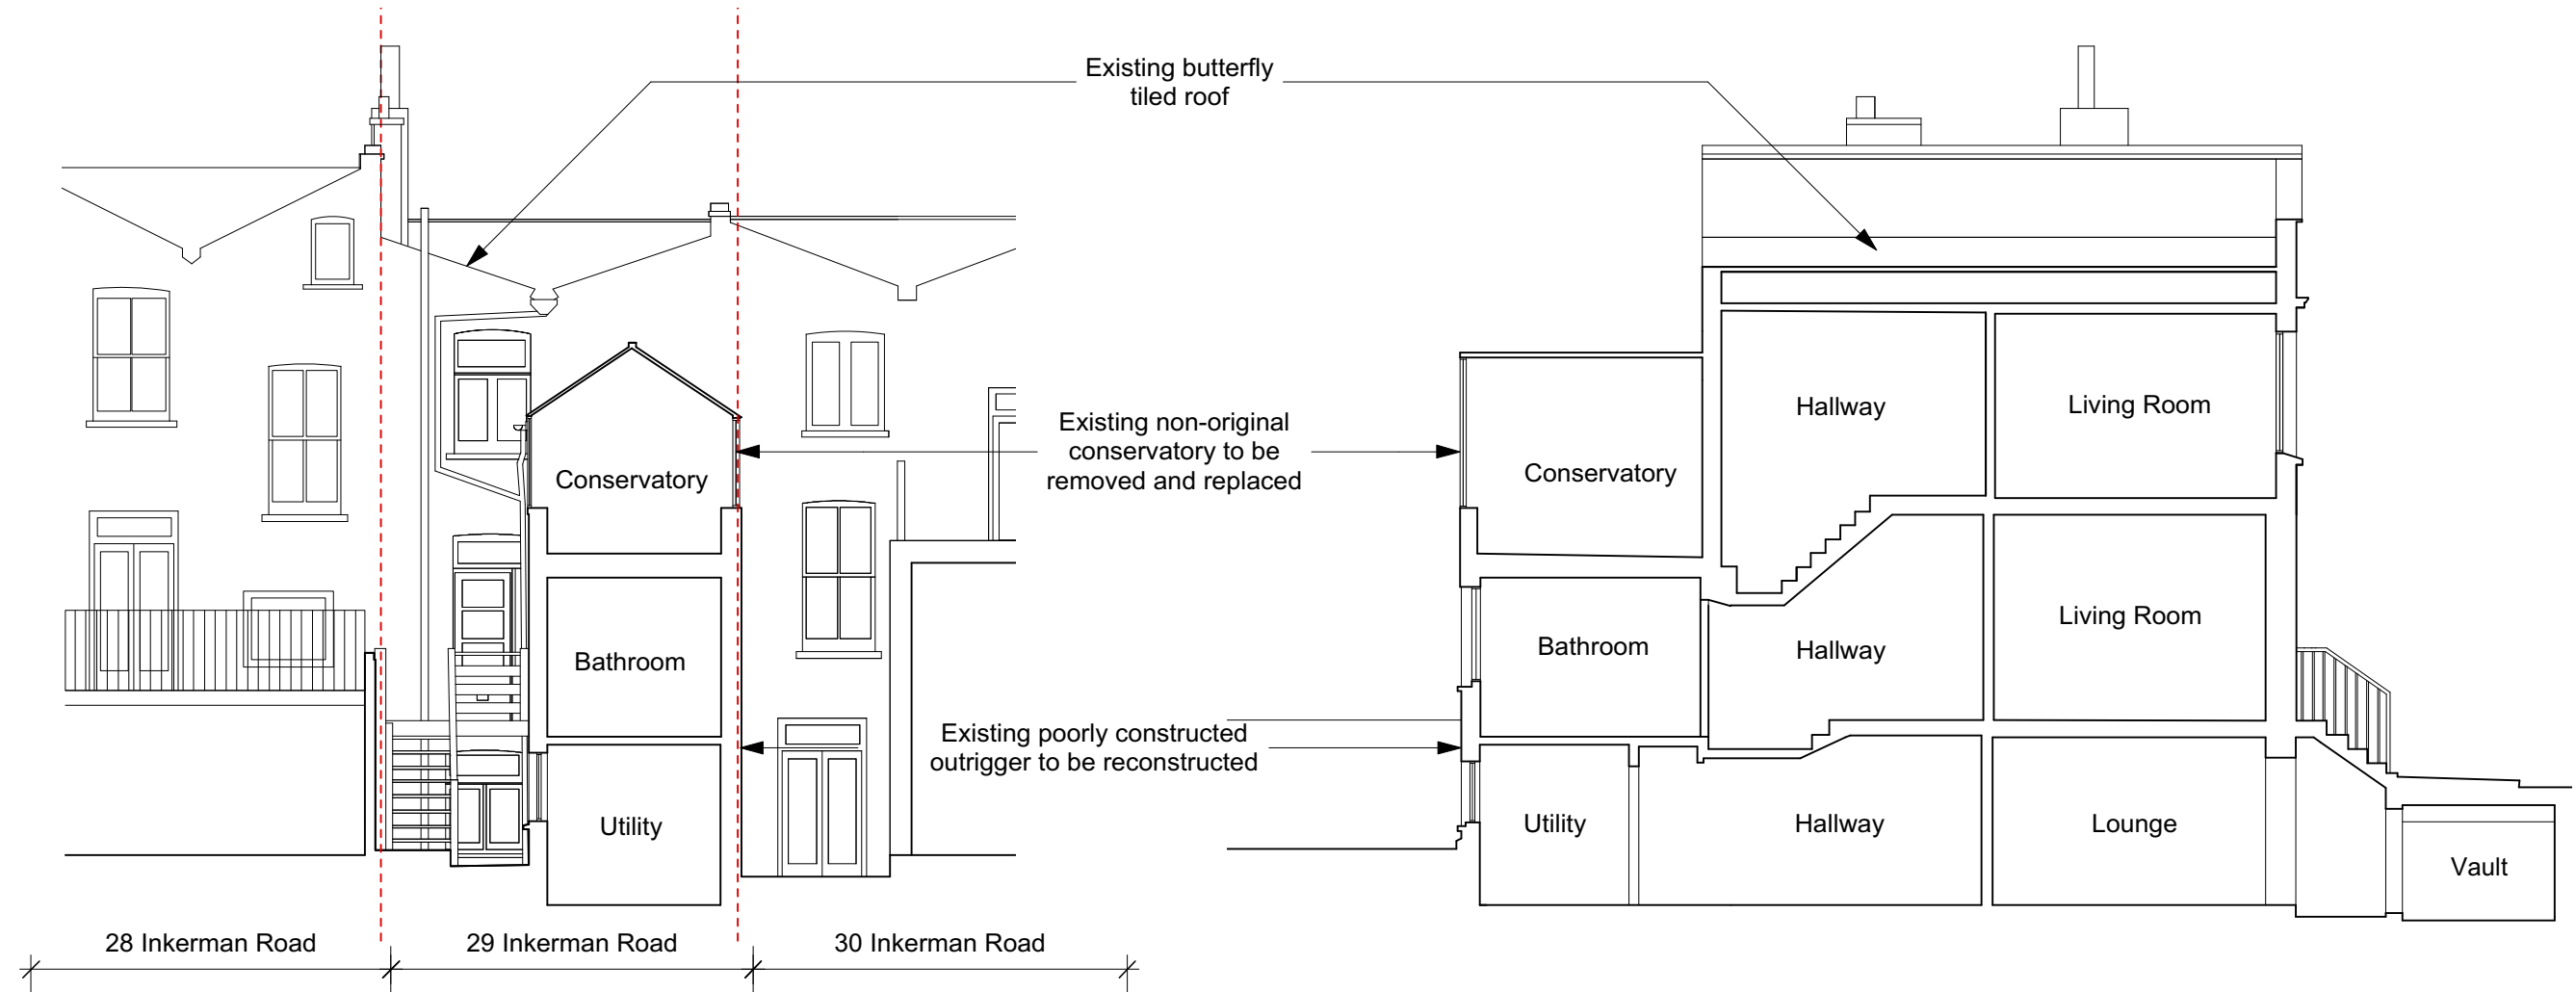 Existing butterfly
tiled roof
Hallway
Living Room
Existing non-original
conservatory to be
removed and replaced
Conservatory
Conservatory
Living Room
Bathroom
Bathroom
Hallway
Existing poorly constructed
outrigger to be reconstructed
Utility
Utility
Hallway
Lounge
Vault
28 Inkerman Road
29 Inkerman Road
30 Inkerman Road